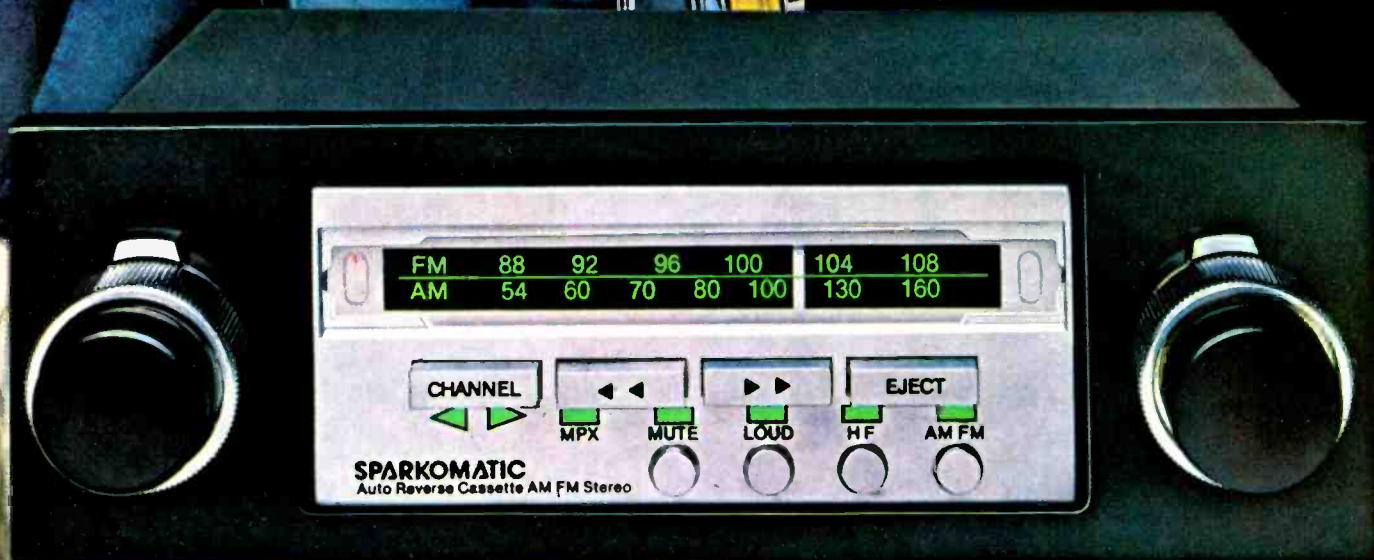 FM 88 92 96 100 104 108
AM 54 60 70 80 100 130 160
CHANNEL ◄ ◄ ► ► EJECT
MPX MUTE LOUD HF AM FM
SPARKOMATIC
Auto Reverse Cassette AM FM Stereo